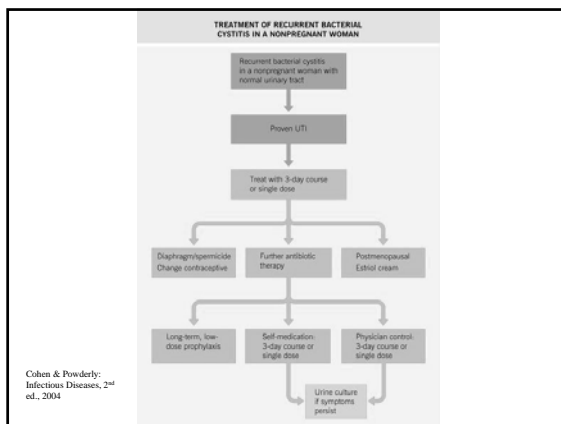 TREATMENT OF RECURRENT BACTERIAL
CYSTITIS IN A NONPREGNANT WOMAN
Recurrent bacterial cystitis
in a nonpregnant woman with
normal urinary tract
Proven UTI
Treat with 3-day course
or single dose
Diaphragm/spermicide
Change contraceptive
Further antibiotic
therapy
Postmenopausal
Estriol cream
Long-term, low-
dose prophylaxis
Self-medication:
3-day course or
single dose
Physician control:
3-day course or
single dose
Urine culture
if symptoms
persist
Cohen & Powderly:
Infectious Diseases, 2nd
ed., 2004